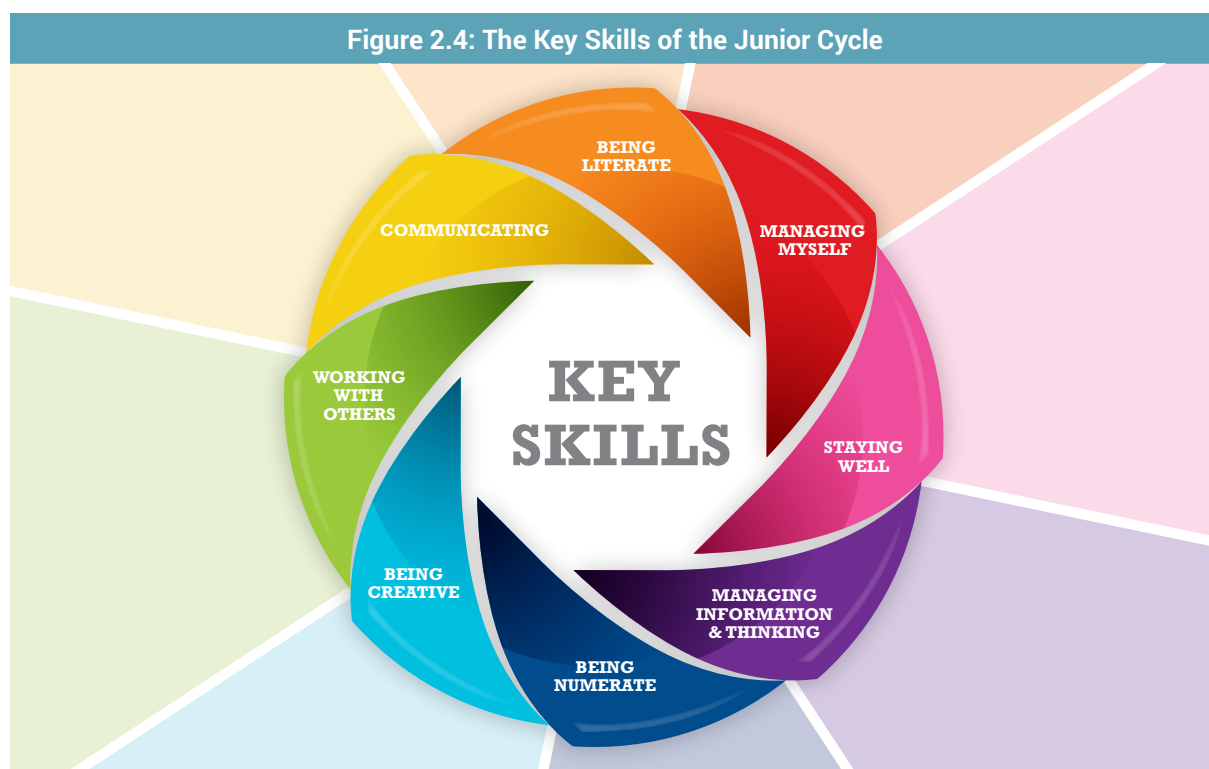 Figure 2.4: The Key Skills of the Junior Cycle
BEING
LITERATE
MANAGING
MYSELF
STAYING
WELL
MANAGING
INFORMATION
& THINKING
BEING
NUMERATE
BEING
CREATIVE
WORKING
WITH
OTHERS
COMMUNICATING
KEY
SKILLS